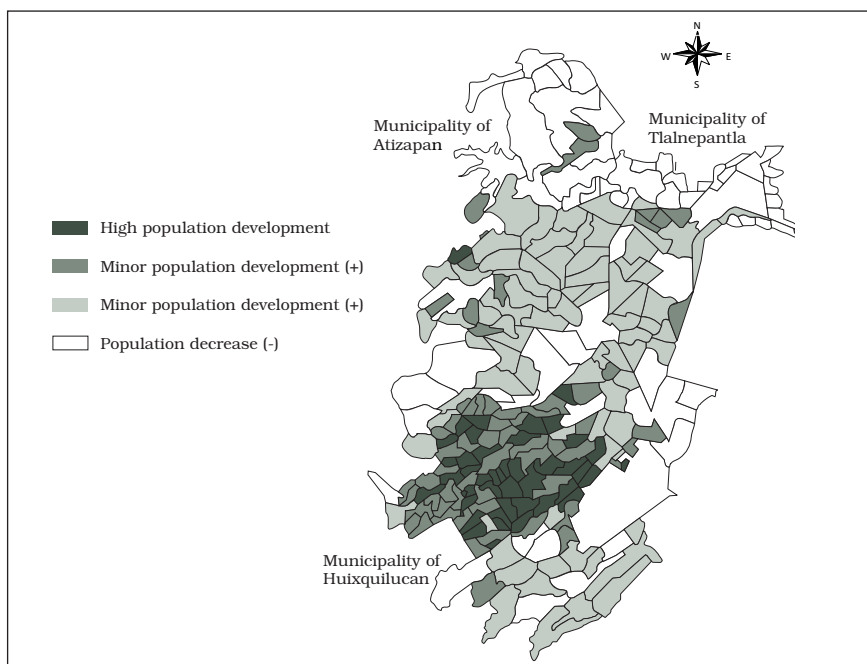 N
W E
S
Municipality of
Atizapan
Municipality of
Tlalnepantla
High population development
Minor population development (+)
Minor population development (+)
Population decrease (-)
Municipality of
Huixquilucan